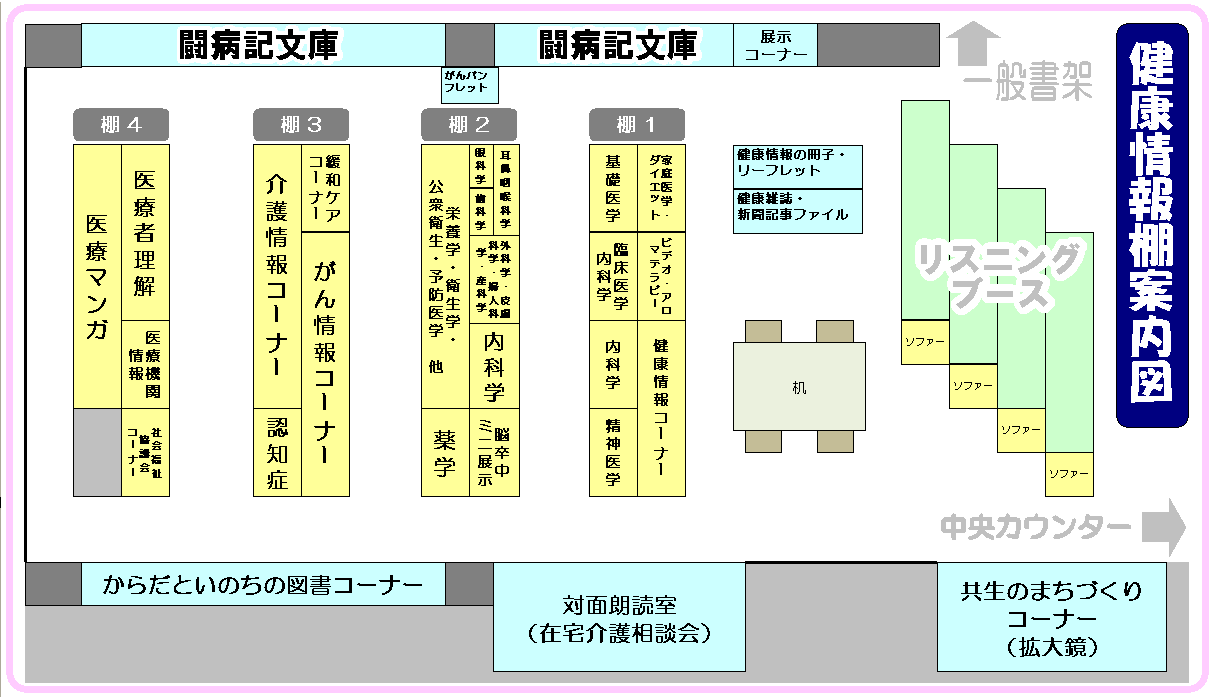 闘病記文庫
闘病記文庫
展示
コーナー
がんパン
フレット
一般書架
健康情報棚案内図
棚４
医療マンガ
医療者理解
医療機関
情報
社会福祉
協議会
コーナー
棚３
介護情報コーナー
認知症
緩和ケア
コーナー
がん情報コーナー
棚２
栄養学・衛生学・
公衆衛生・予防医学　他
薬学
眼科学
耳鼻咽喉科学
歯科学
外科学・皮膚
科学・婦人科
学・産科学
内科学
脳卒中
ミニ展示
棚１
基礎医学
臨床医学
内科学
内科学
精神医学
家庭医学・
ダイエット
ビデオ・アロ
マテラピー
健康情報コーナー
健康情報の冊子・
リーフレット
健康雑誌・
新聞記事ファイル
机
リスニング
ブース
ソファー
ソファー
ソファー
ソファー
中央カウンター
からだといのちの図書コーナー
対面朗読室
（在宅介護相談会）
共生のまちづくり
コーナー
（拡大鏡）